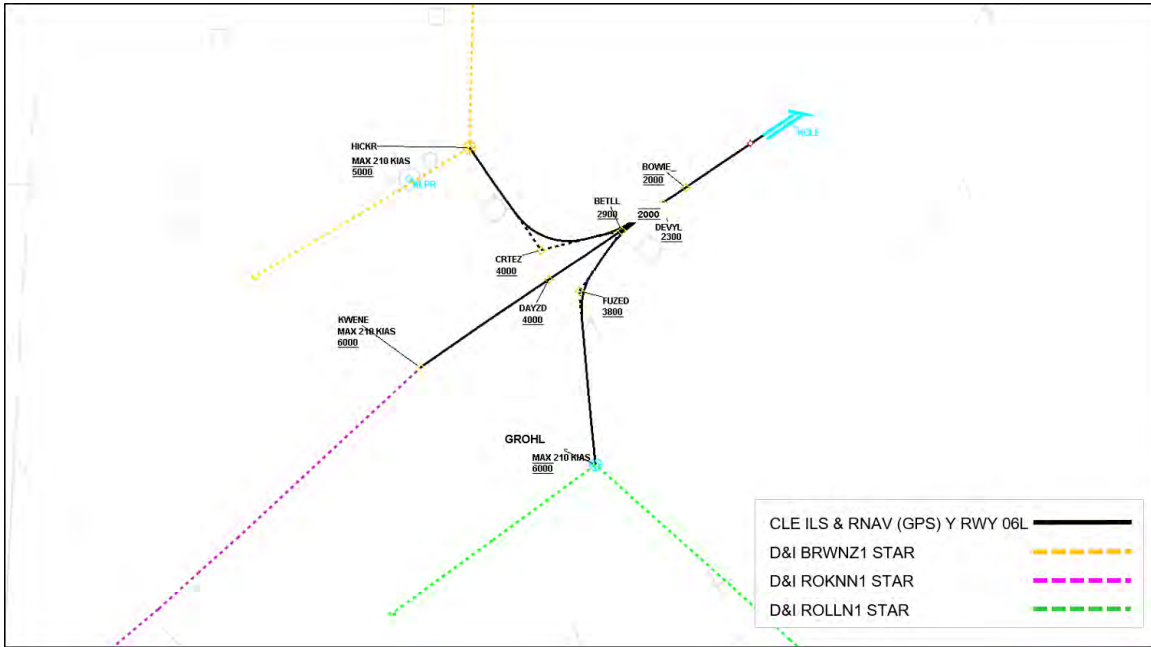 HICKR
MAX 210 KIAS
5000
KLPR
KCLE
BOWIE_
2000
BETLL
2900
2000
DEVYL
2300
CRTEZ
4000
DAYZD
4000
FUZED
3800
KWENE
MAX 210 KIAS
6000
GROHL
MAX 210 KIAS
6000
CLE ILS & RNAV (GPS) Y RWY 06L
D&I BRWNZ1 STAR
D&I ROKNN1 STAR
D&I ROLLN1 STAR